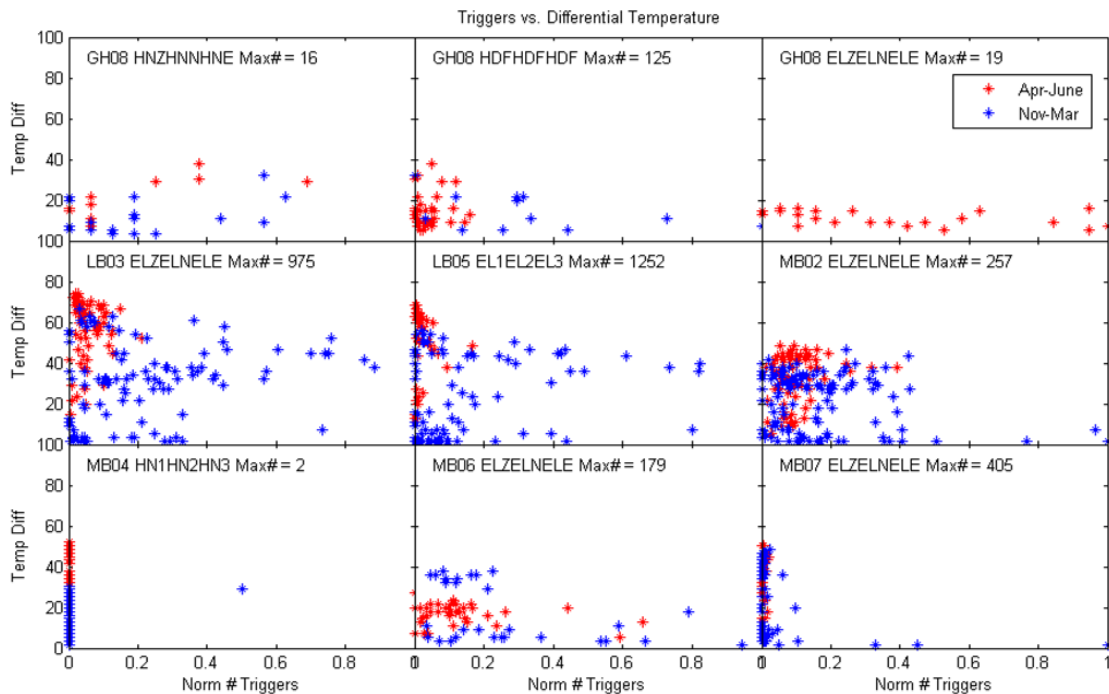 Triggers vs. Differential Temperature
100
GH08 HNZHNNHNE Max# = 16
GH08 HDFHDFHDF Max# = 125
GH08 ELZELNELE Max# = 19
80
Apr-June
Nov-Mar
60
Temp Diff
40
20
100
LB03 ELZELNELE Max# = 975
LB05 EL1EL2EL3 Max# = 1252
MB02 ELZELNELE Max# = 257
80
60
Temp Diff
40
20
100
MB04 HN1HN2HN3 Max# = 2
MB06 ELZELNELE Max# = 179
MB07 ELZELNELE Max# = 405
80
60
Temp Diff
40
20
0
0 0.2 0.4 0.6 0.8 0 0.2 0.4 0.6 0.8 0 0.2 0.4 0.6 0.8 1
Norm # Triggers
Norm # Triggers
Norm # Triggers